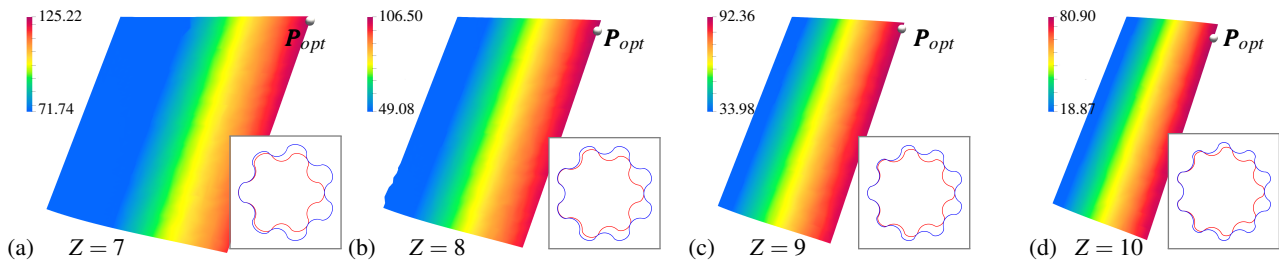 125.22
71.74
P_opt
(a) Z = 7
106.50
49.08
P_opt
(b) Z = 8
92.36
33.98
P_opt
(c) Z = 9
80.90
18.87
P_opt
(d) Z = 10